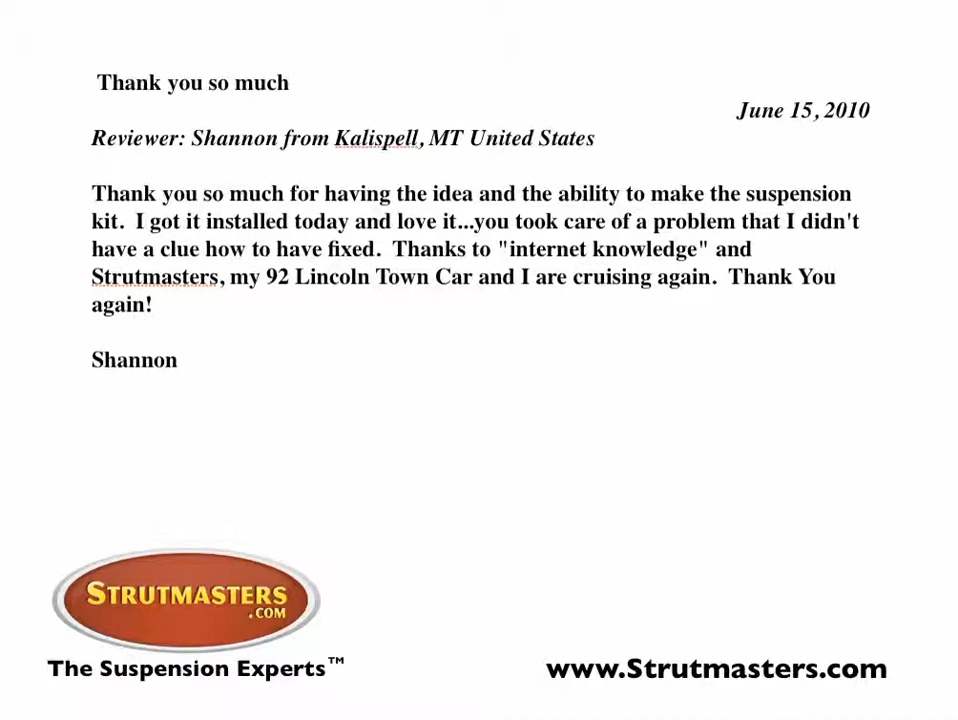 Thank you so much
June 15, 2010
Reviewer: Shannon from Kalispell, MT United States
Thank you so much for having the idea and the ability to make the suspension
kit.  I got it installed today and love it...you took care of a problem that I didn't
have a clue how to have fixed.  Thanks to "internet knowledge" and
Strutmasters, my 92 Lincoln Town Car and I are cruising again.  Thank You
again!
Shannon
STRUTMASTERS
.COM
The Suspension Experts™
www.Strutmasters.com